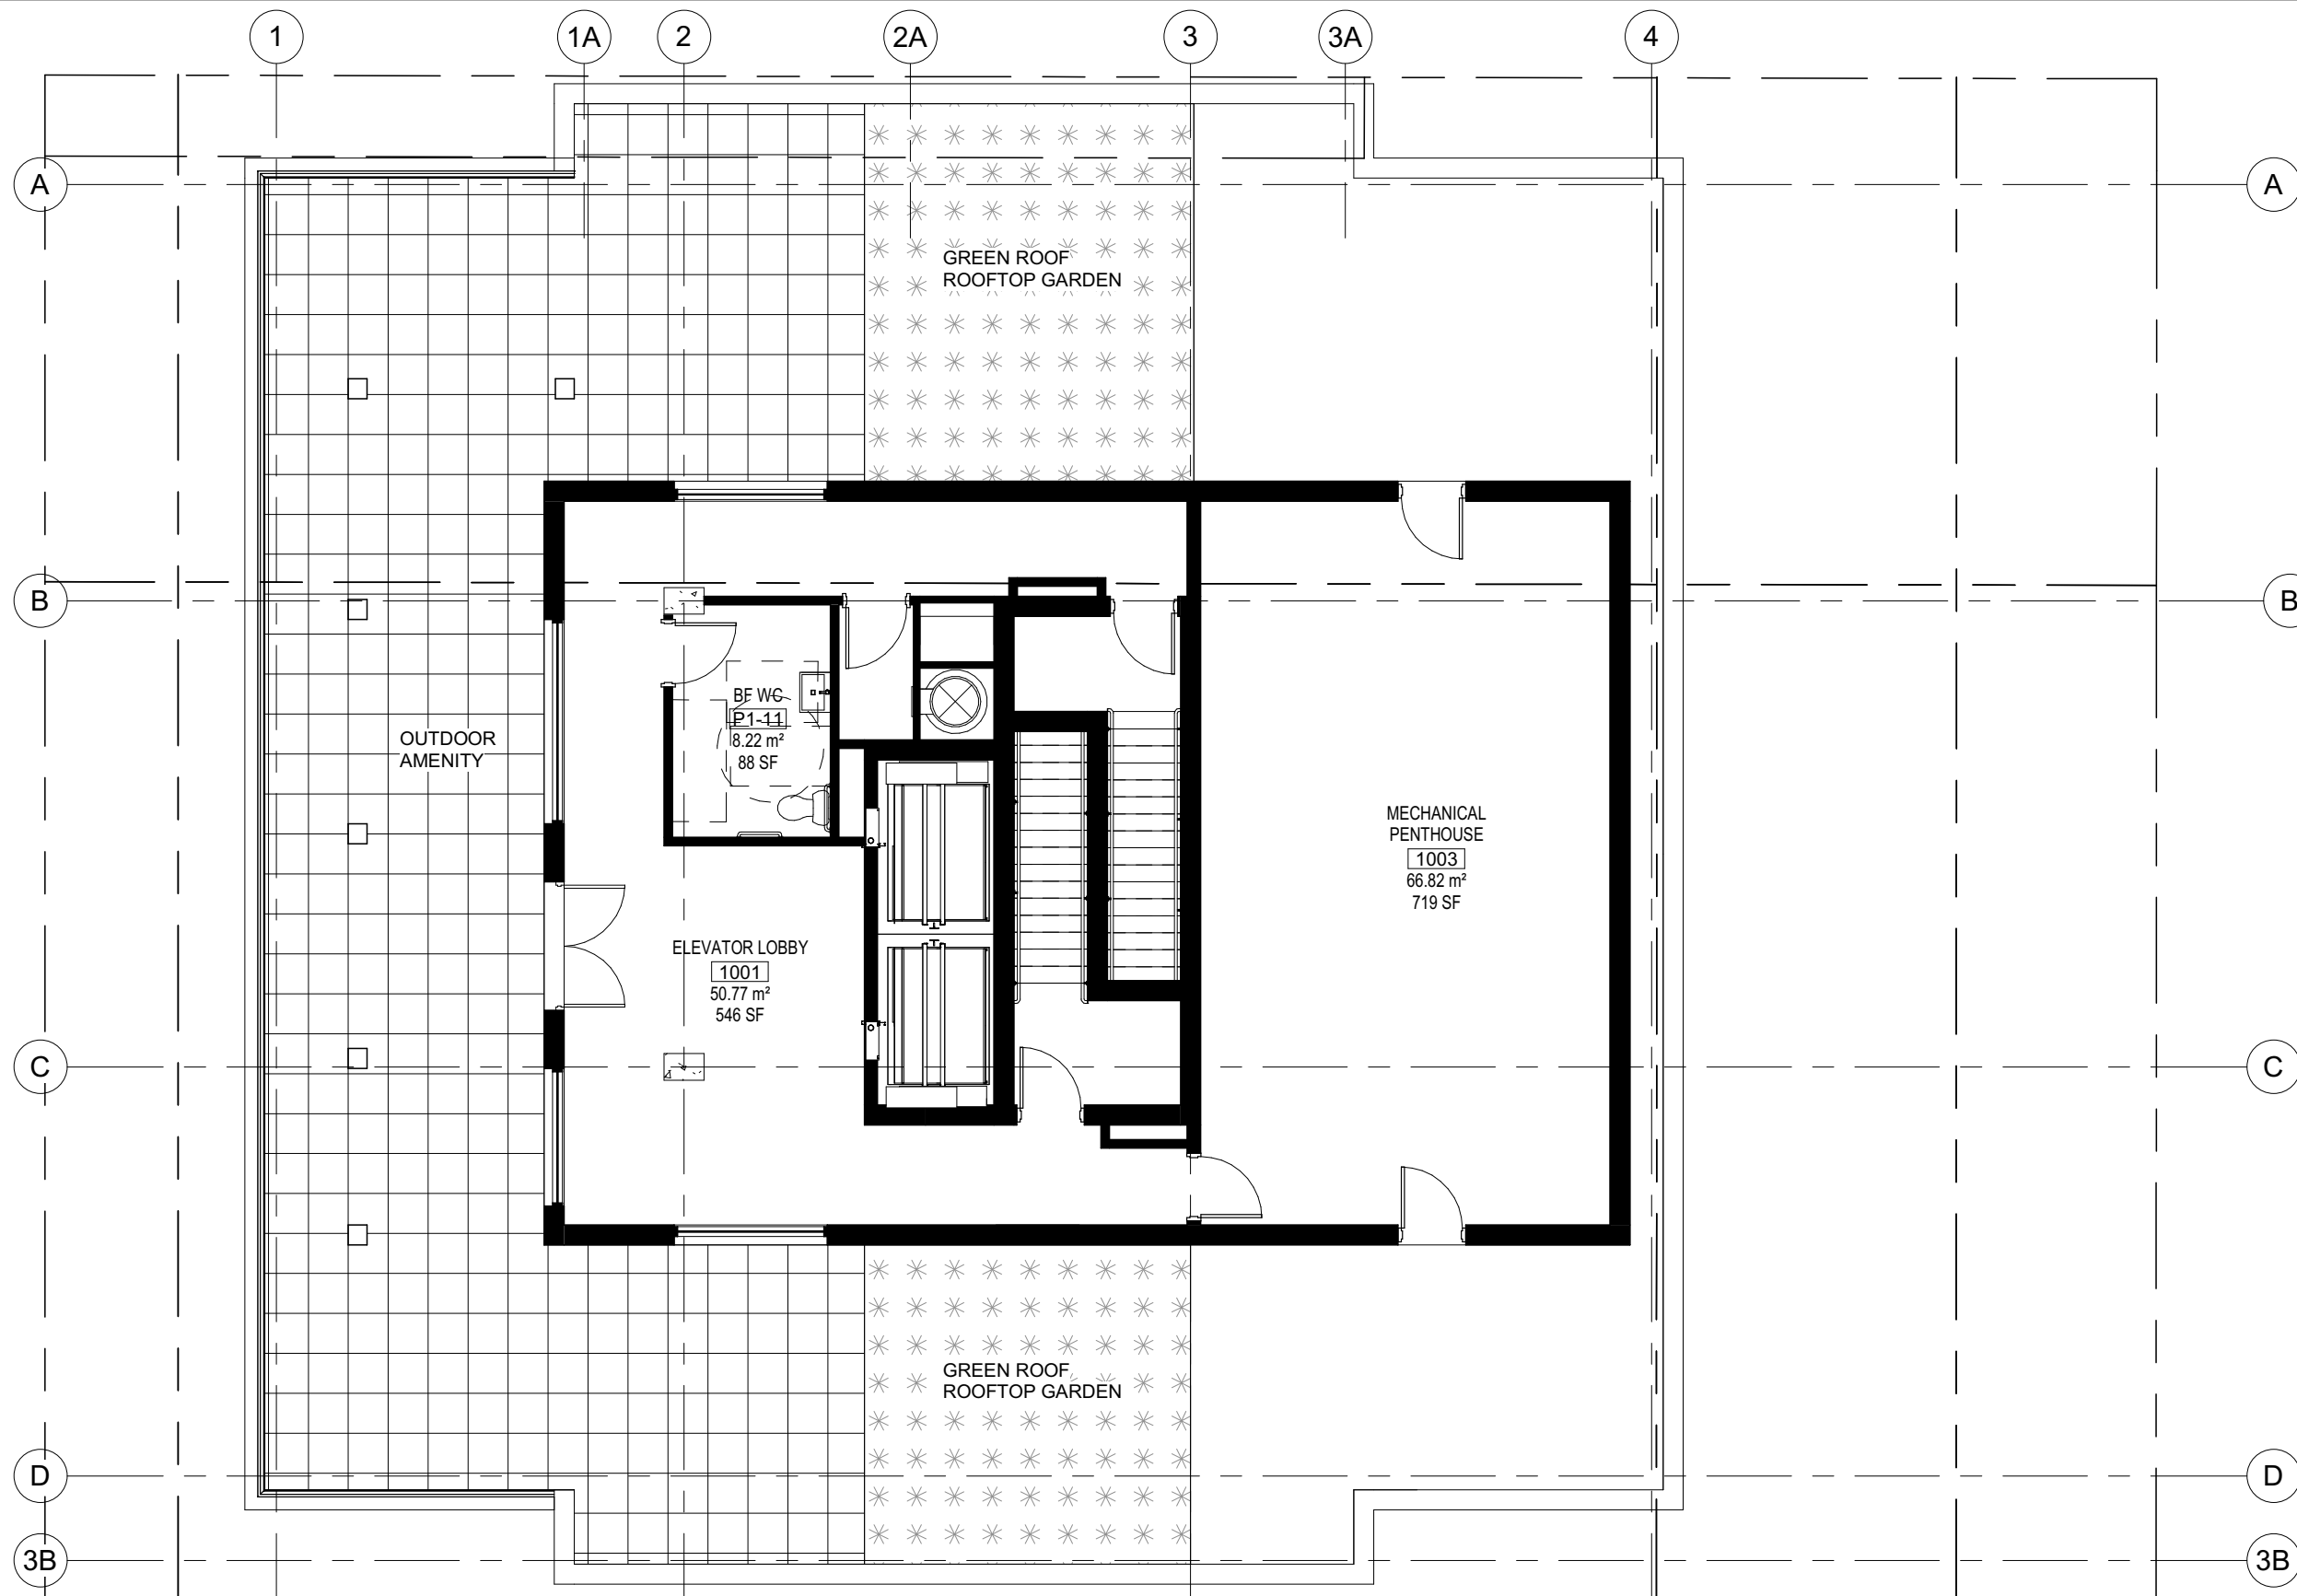 1
1A
2
2A
3
3A
4
A
A
GREEN ROOF
ROOFTOP GARDEN
B
B
BF WC
P1-11
8.22 m²
88 SF
OUTDOOR
AMENITY
MECHANICAL
PENTHOUSE
1003
66.82 m²
719 SF
ELEVATOR LOBBY
1001
50.77 m²
546 SF
C
C
GREEN ROOF
ROOFTOP GARDEN
D
D
3B
3B